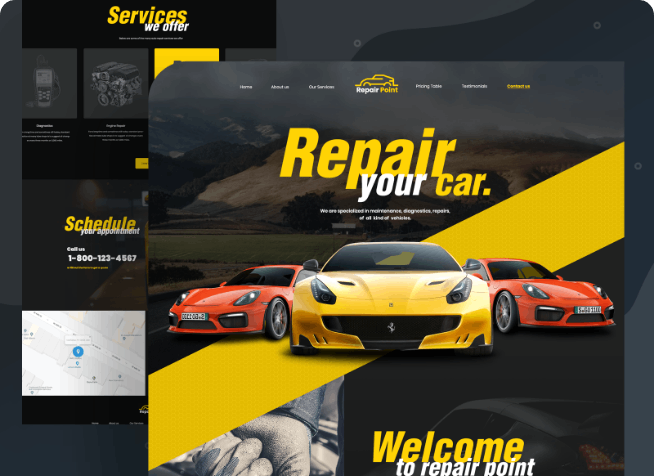 Services
we offer
Diagnostics
Engine Repair
Schedule
your appointment
Call us
1-800-123-4567
Home
About us
Our Services
Repair Point
Pricing Table
Testimonials
Contact us
Repair
your car.
We are specialized in maintenance, diagnostics, repairs,
of all kind of vehicles.
Welcome
to repair point